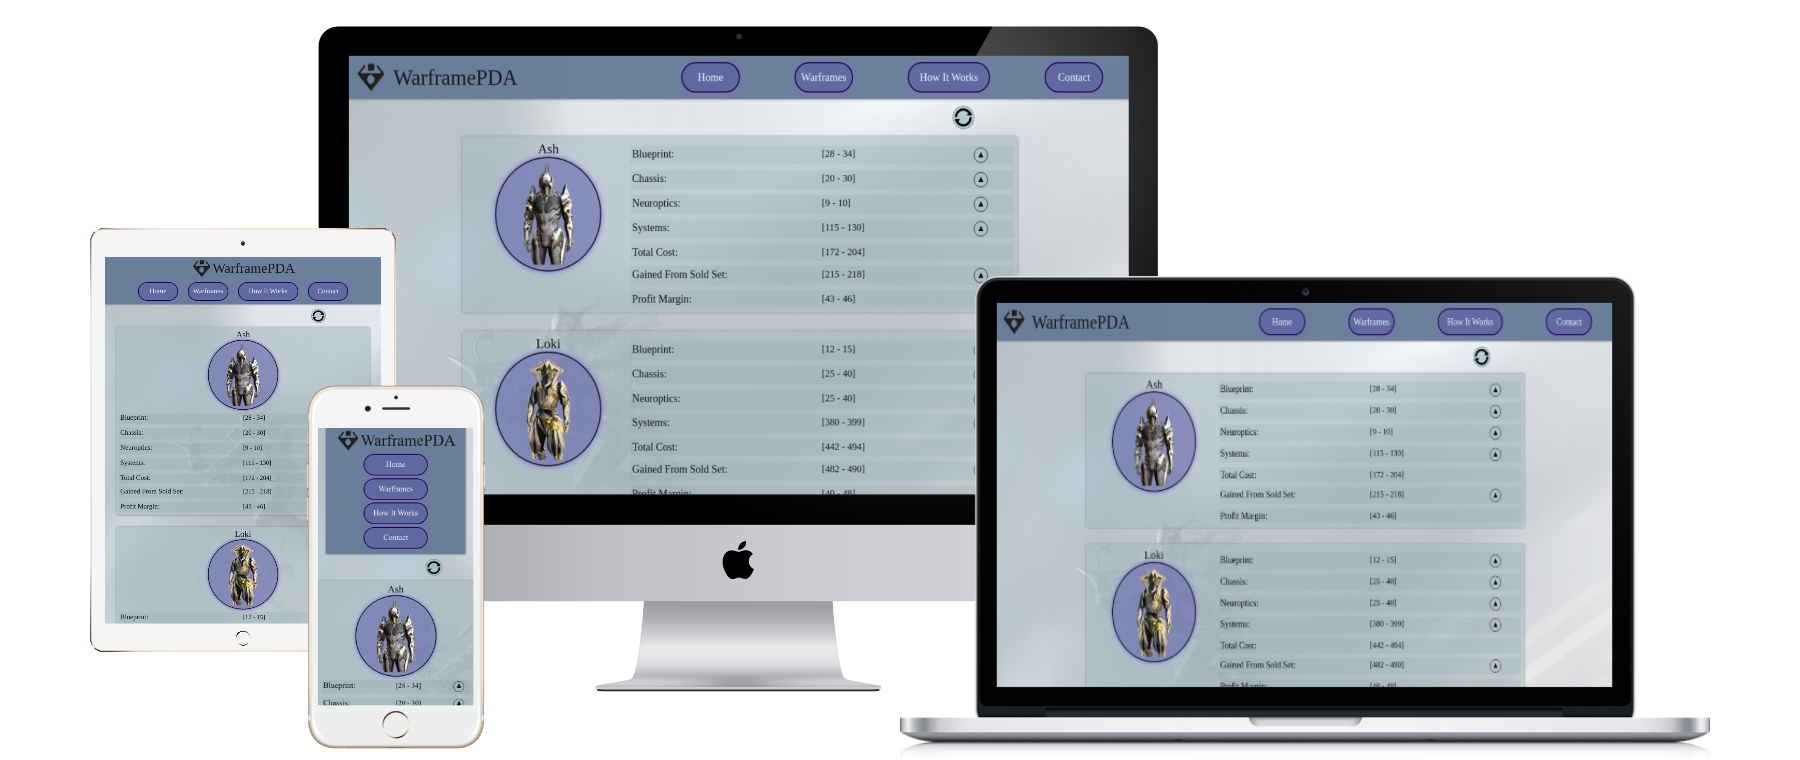 WarframePDA Home Warframes How It Works Contact
Ash
Blueprint: [28 - 34]
Chassis: [20 - 30]
Neuroptics: [9 - 10]
Systems: [115 - 130]
Total Cost: [172 - 204]
Gained From Sold Set: [215 - 218]
Profit Margin: [43 - 46]
Loki
Blueprint: [12 - 15]
Chassis: [25 - 40]
Neuroptics: [25 - 40]
Systems: [380 - 399]
Total Cost: [442 - 494]
Gained From Sold Set: [482 - 490]
Profit Margin: [40 - 48]
WarframePDA
Home Warframes How It Works Contact
Ash
Blueprint: [28 - 34]
Chassis: [20 - 30]
Neuroptics: [9 - 10]
Systems: [115 - 130]
Total Cost: [172 - 204]
Gained From Sold Set: [215 - 218]
Profit Margin: [43 - 46]
Loki
Blueprint: [12 - 15]
WarframePDA
Home
Warframes
How It Works
Contact
Ash
Blueprint: [28 - 34]
Chassis: [20 - 30]
WarframePDA Home Warframes How It Works Contact
Ash
Blueprint: [28 - 34]
Chassis: [20 - 30]
Neuroptics: [9 - 10]
Systems: [115 - 130]
Total Cost: [172 - 204]
Gained From Sold Set: [215 - 218]
Profit Margin: [43 - 46]
Loki
Blueprint: [12 - 15]
Chassis: [25 - 40]
Neuroptics: [25 - 40]
Systems: [380 - 399]
Total Cost: [442 - 494]
Gained From Sold Set: [482 - 490]
Profit Margin: [40 - 48]